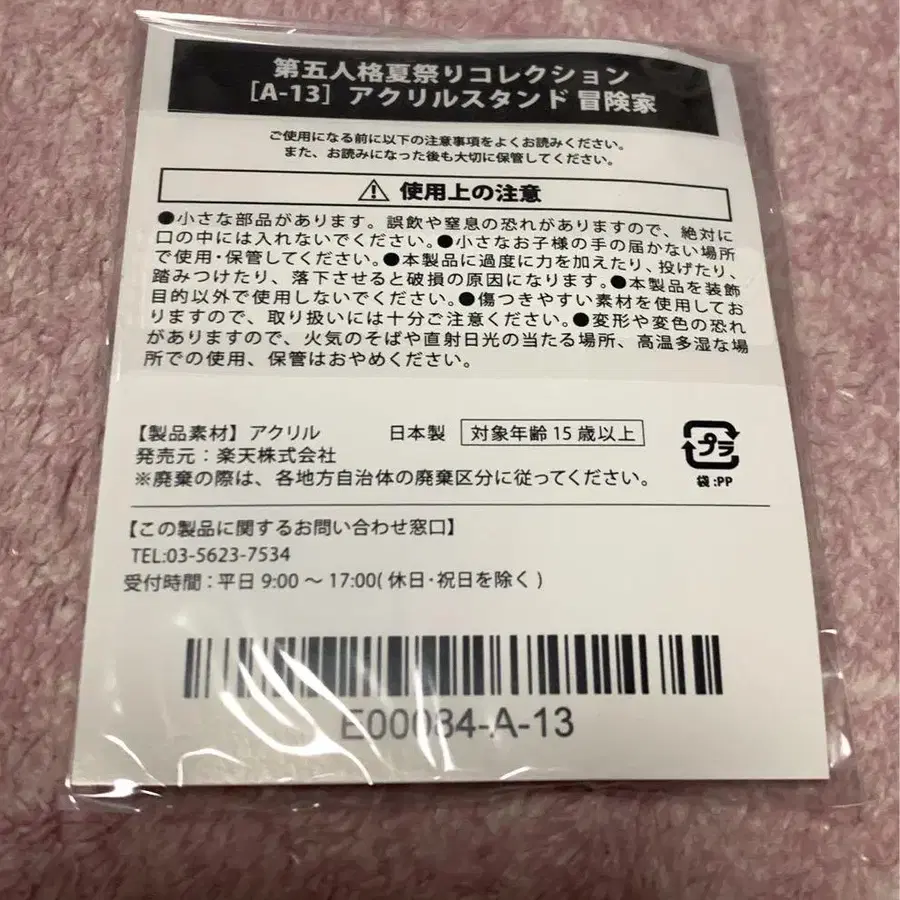 第五人格夏祭りコレクション
[A-13] アクリルスタンド 冒険家
ご使用になる前に以下の注意事項をよくお読みください。
また、お読みになった後も大切に保管してください。
⚠ 使用上の注意
●小さな部品があります。誤飲や窒息の恐れがありますので、絶対に
口の中には入れないでください。●小さなお子様の手の届かない場所
で使用・保管してください。●本製品に過度に力を加えたり、投げたり、
踏みつけたり、落下させると破損の原因になります。●本製品を装飾
目的以外で使用しないでください。●傷つきやすい素材を使用してお
りますので、取り扱いには十分ご注意ください。●変形や変色の恐れ
がありますので、火気のそばや直射日光の当たる場所、高温多湿な場
所での使用、保管はおやめください。
【製品素材】アクリル 日本製 対象年齢15歳以上
発売元：楽天株式会社
プラ
※廃棄の際は、各地方自治体の廃棄区分に従ってください。
袋:PP
【この製品に関するお問い合わせ窓口】
TEL:03-5623-7534
受付時間：平日 9:00 ～ 17:00( 休日・祝日を除く )
E00084-A-13